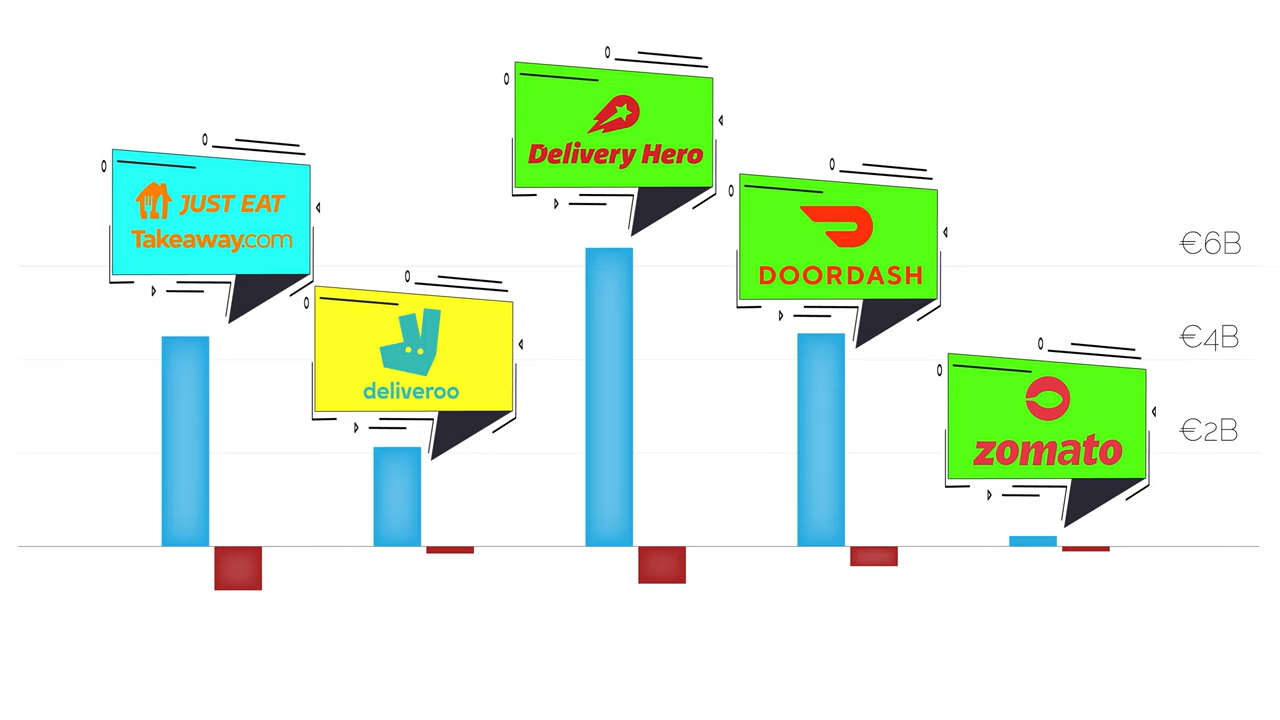 JUST EAT
Takeaway.com
deliveroo
Delivery Hero
DOORDASH
zomato
€6B
€4B
€2B